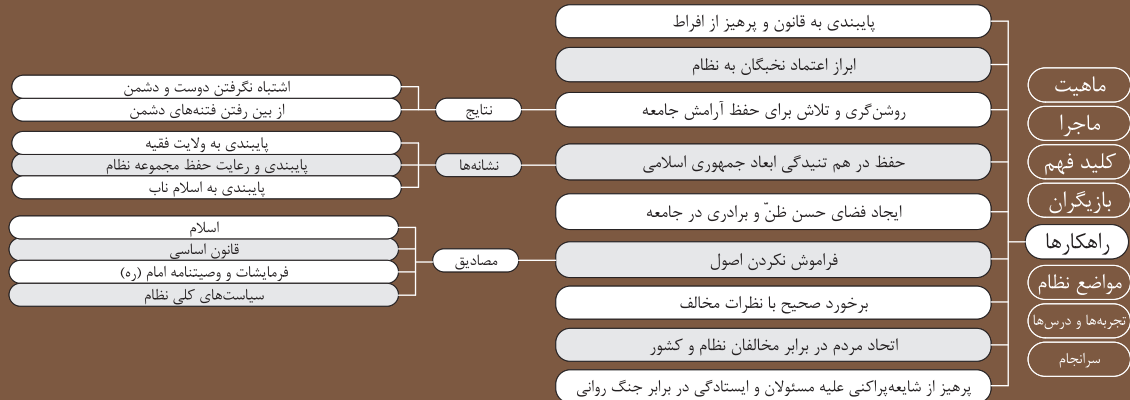 ماهیت
ماجرا
کلید فهم
بازیگران
راهکارها
مواضع نظام
تجربه‌ها و درس‌ها
سرانجام
پایبندی به قانون و پرهیز از افراط
ابراز اعتماد نخبگان به نظام
روشن‌گری و تلاش برای حفظ آرامش جامعه
نتایج
اشتباه نگرفتن دوست و دشمن
از بین رفتن فتنه‌های دشمن
حفظ در هم تنیدگی ابعاد جمهوری اسلامی
نشانه‌ها
پایبندی به ولایت فقیه
پایبندی و رعایت حفظ مجموعه نظام
پایبندی به اسلام ناب
ایجاد فضای حسن ظنّ و برادری در جامعه
فراموش نکردن اصول
مصادیق
اسلام
قانون اساسی
فرمایشات و وصیتنامه امام (ره)
سیاست‌های کلی نظام
برخورد صحیح با نظرات مخالف
اتحاد مردم در برابر مخالفان نظام و کشور
پرهیز از شایعه‌پراکنی علیه مسئولان و ایستادگی در برابر جنگ روانی